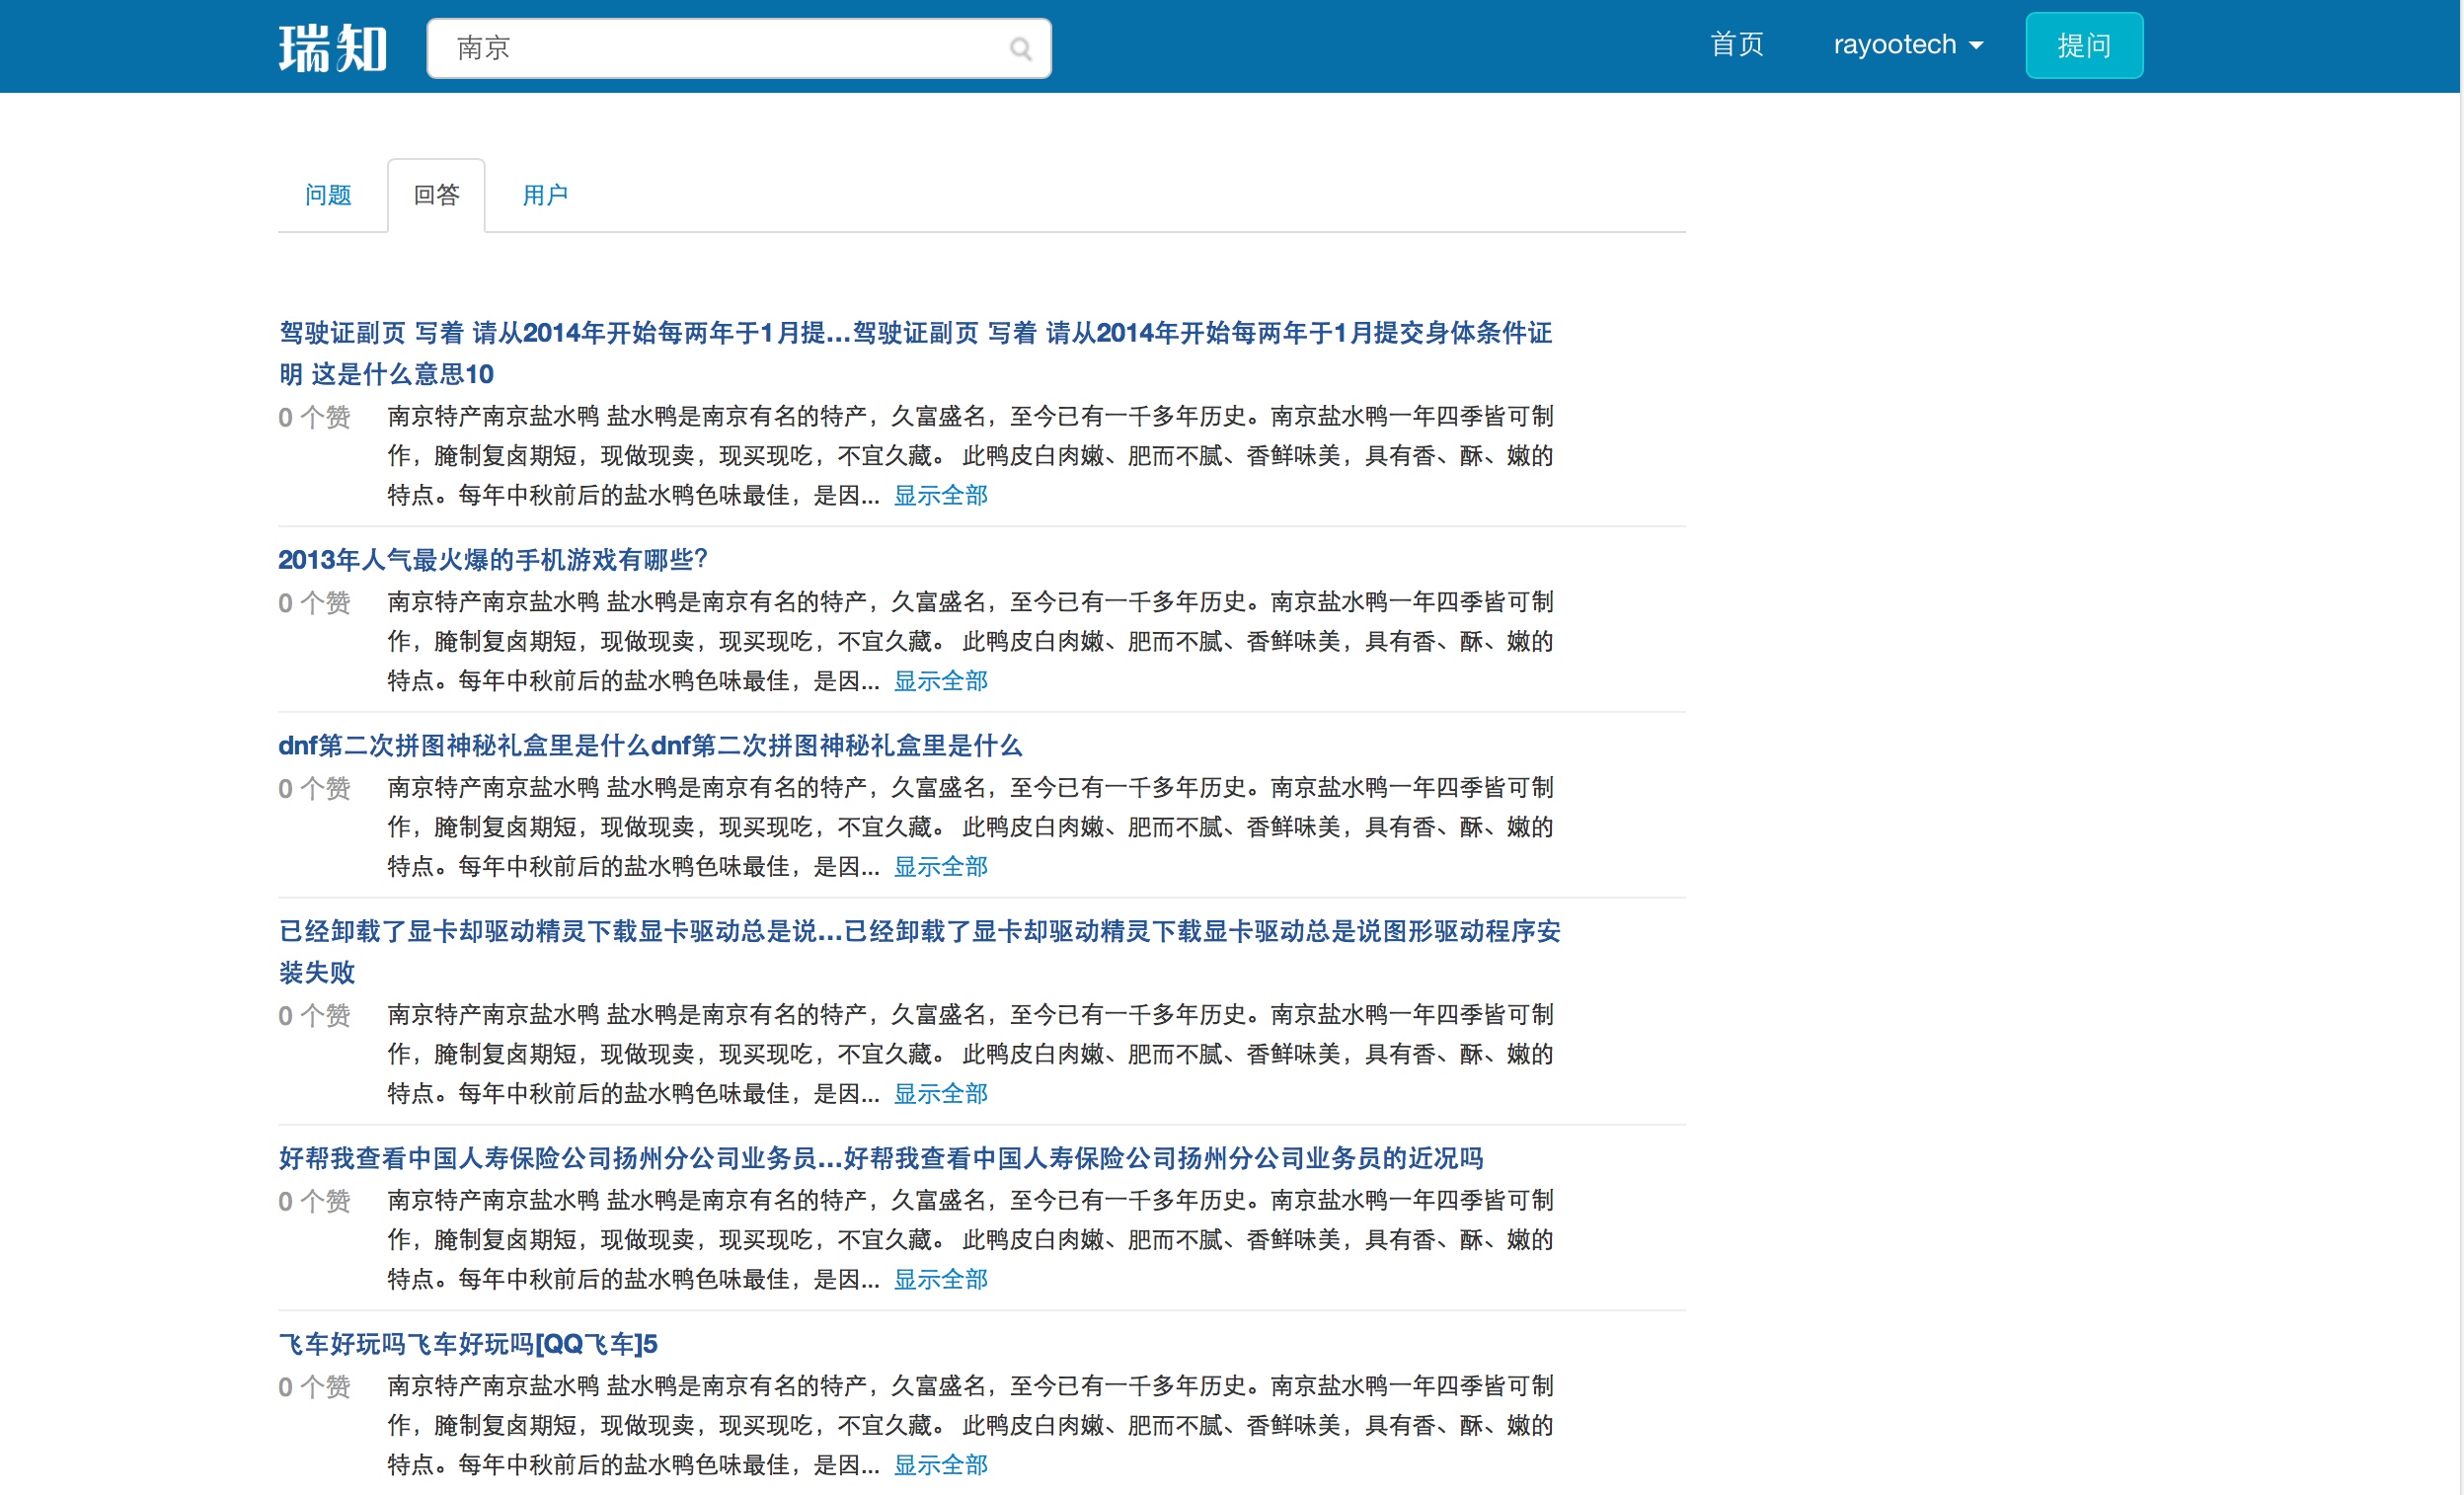 瑞知
南京
首页
rayootech
提问
问题
回答
用户
驾驶证副页 写着 请从2014年开始每两年于1月提...驾驶证副页 写着 请从2014年开始每两年于1月提交身体条件证
明 这是什么意思10
0 个赞
南京特产南京盐水鸭 盐水鸭是南京有名的特产，久富盛名，至今已有一千多年历史。南京盐水鸭一年四季皆可制
作，腌制复卤期短，现做现卖，现买现吃，不宜久藏。 此鸭皮白肉嫩、肥而不腻、香鲜味美，具有香、酥、嫩的
特点。每年中秋前后的盐水鸭色味最佳，是因... 显示全部
2013年人气最火爆的手机游戏有哪些？
0 个赞
南京特产南京盐水鸭 盐水鸭是南京有名的特产，久富盛名，至今已有一千多年历史。南京盐水鸭一年四季皆可制
作，腌制复卤期短，现做现卖，现买现吃，不宜久藏。 此鸭皮白肉嫩、肥而不腻、香鲜味美，具有香、酥、嫩的
特点。每年中秋前后的盐水鸭色味最佳，是因... 显示全部
dnf第二次拼图神秘礼盒里是什么dnf第二次拼图神秘礼盒里是什么
0 个赞
南京特产南京盐水鸭 盐水鸭是南京有名的特产，久富盛名，至今已有一千多年历史。南京盐水鸭一年四季皆可制
作，腌制复卤期短，现做现卖，现买现吃，不宜久藏。 此鸭皮白肉嫩、肥而不腻、香鲜味美，具有香、酥、嫩的
特点。每年中秋前后的盐水鸭色味最佳，是因... 显示全部
已经卸载了显卡却驱动精灵下载显卡驱动总是说...已经卸载了显卡却驱动精灵下载显卡驱动总是说图形驱动程序安
装失败
0 个赞
南京特产南京盐水鸭 盐水鸭是南京有名的特产，久富盛名，至今已有一千多年历史。南京盐水鸭一年四季皆可制
作，腌制复卤期短，现做现卖，现买现吃，不宜久藏。 此鸭皮白肉嫩、肥而不腻、香鲜味美，具有香、酥、嫩的
特点。每年中秋前后的盐水鸭色味最佳，是因... 显示全部
好帮我查看中国人寿保险公司扬州分公司业务员...好帮我查看中国人寿保险公司扬州分公司业务员的近况吗
0 个赞
南京特产南京盐水鸭 盐水鸭是南京有名的特产，久富盛名，至今已有一千多年历史。南京盐水鸭一年四季皆可制
作，腌制复卤期短，现做现卖，现买现吃，不宜久藏。 此鸭皮白肉嫩、肥而不腻、香鲜味美，具有香、酥、嫩的
特点。每年中秋前后的盐水鸭色味最佳，是因... 显示全部
飞车好玩吗飞车好玩吗[QQ飞车]5
0 个赞
南京特产南京盐水鸭 盐水鸭是南京有名的特产，久富盛名，至今已有一千多年历史。南京盐水鸭一年四季皆可制
作，腌制复卤期短，现做现卖，现买现吃，不宜久藏。 此鸭皮白肉嫩、肥而不腻、香鲜味美，具有香、酥、嫩的
特点。每年中秋前后的盐水鸭色味最佳，是因... 显示全部